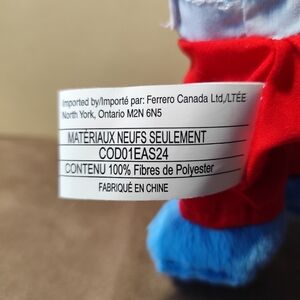 Imported by/Importé par: Ferrero Canada Ltd./LTÉE
North York, Ontario M2N 6N5
MATÉRIAUX NEUFS SEULEMENT
COD01EAS24
CONTENU 100% Fibres de Polyester
FABRIQUÉ EN CHINE